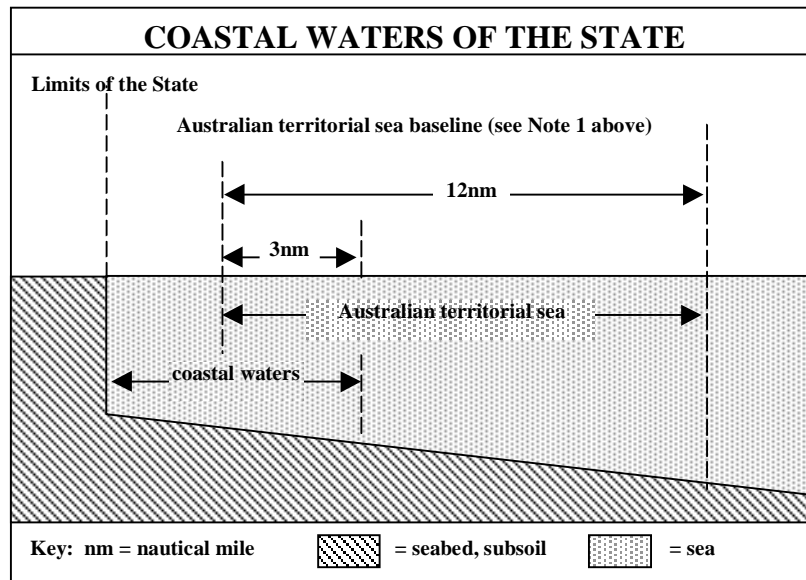 COASTAL WATERS OF THE STATE
Limits of the State
Australian territorial sea baseline (see Note 1 above)
12nm
3nm
Australian territorial sea
coastal waters
Key: nm = nautical mile = seabed, subsoil = sea